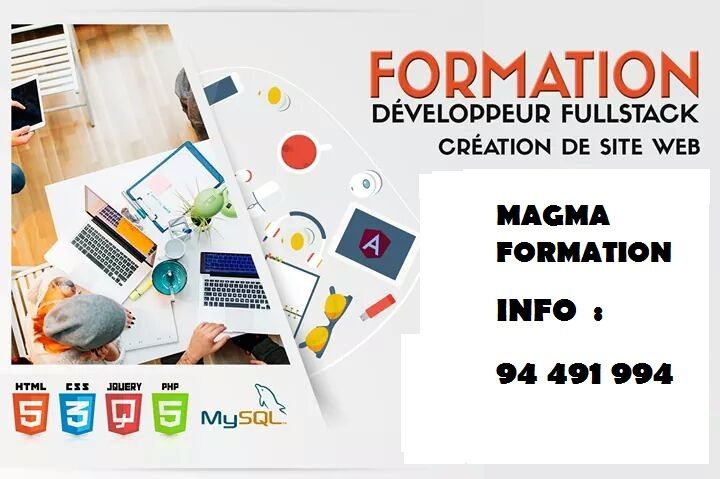 FORMATION
DÉVELOPPEUR FULLSTACK
CRÉATION DE SITE WEB
MAGMA
FORMATION
INFO :
94 491 994
HTML CSS JQUERY PHP
5 3 Q 5
MySQL
A